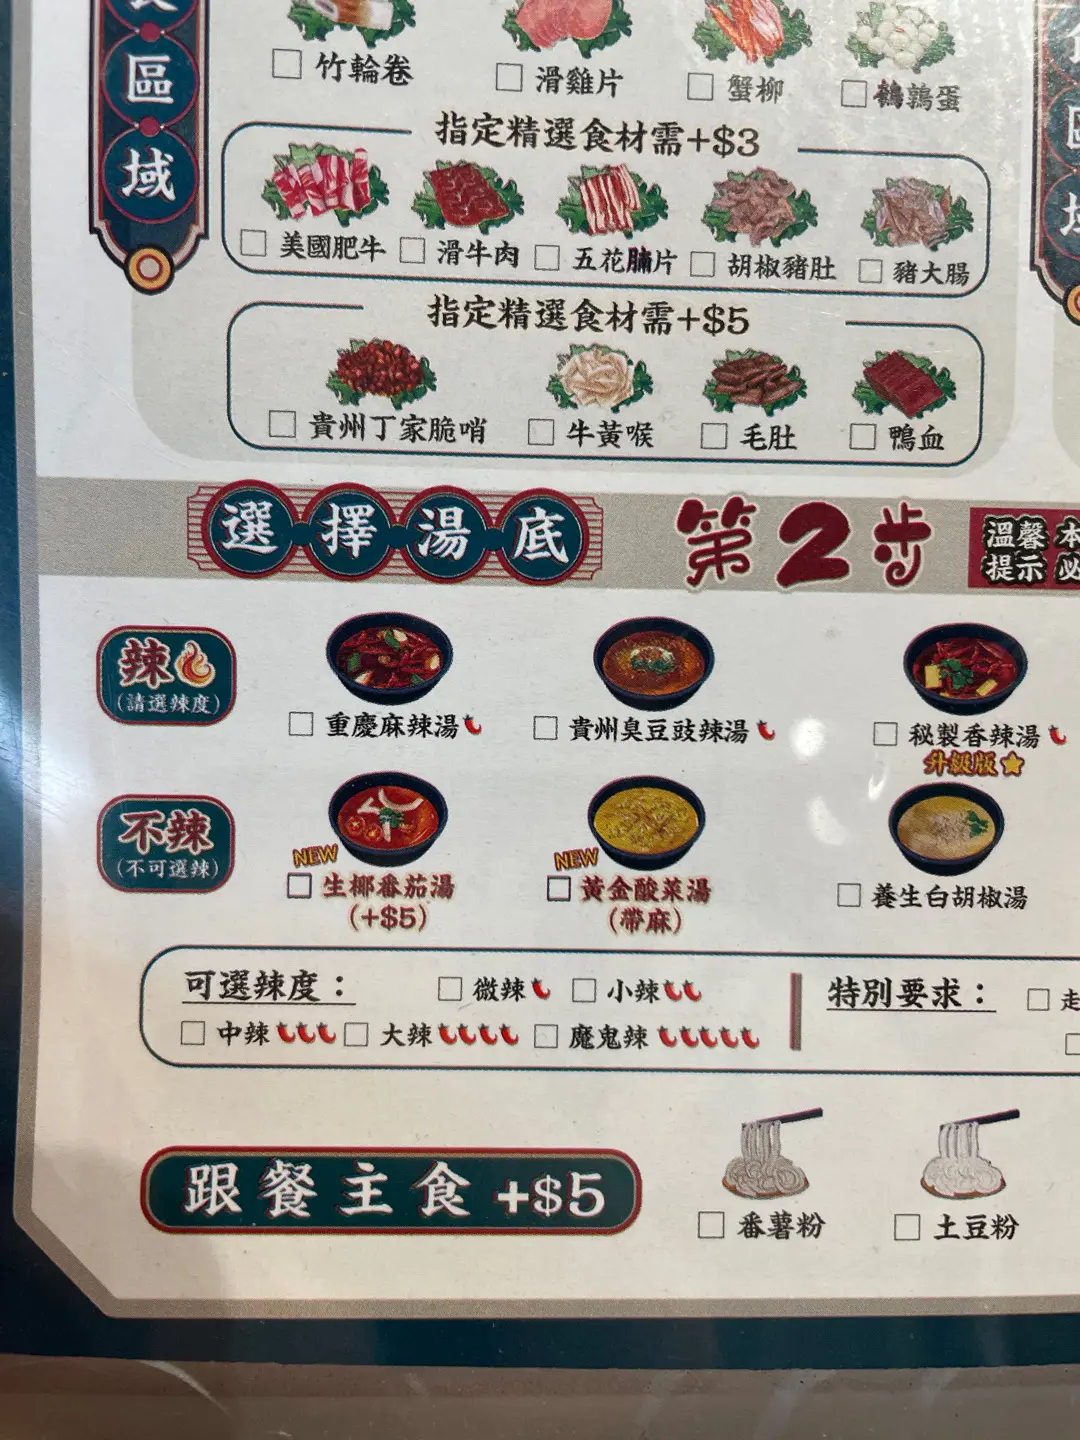 區域
竹輪卷 滑雞片 蟹柳 鵪鶉蛋
指定精選食材需+$3
美國肥牛 滑牛肉 五花腩片 胡椒豬肚 豬大腸
指定精選食材需+$5
貴州丁家脆哨 牛黃喉 毛肚 鴨血
選擇湯底 第2步
溫馨
提示
辣
(請選辣度)
重慶麻辣湯 貴州臭豆豉辣湯 秘製香辣湯
升級版
不辣
(不可選辣)
NEW 生椰番茄湯
(+$5)
NEW 黃金酸菜湯
(帶麻)
養生白胡椒湯
可選辣度： 微辣 小辣
中辣 大辣 魔鬼辣
特別要求： 走
跟餐主食 +$5
番薯粉 土豆粉